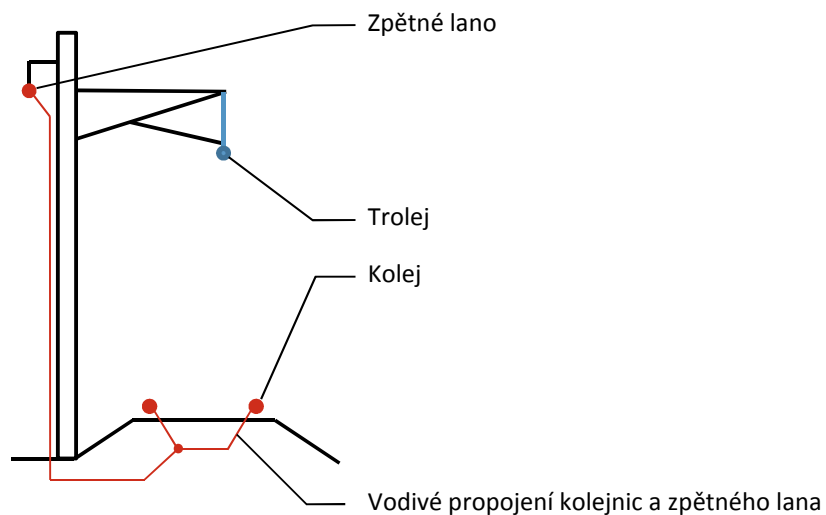 Zpětné lano
Trolej
Kolej
Vodivé propojení kolejnic a zpětného lana